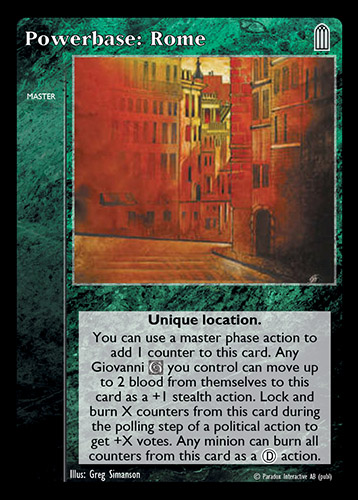 Powerbase: Rome
MASTER
Unique location.
You can use a master phase action to
add 1 counter to this card. Any
Giovanni G you control can move up
to 2 blood from themselves to this
card as a +1 stealth action. Lock and
burn X counters from this card during
the polling step of a political action to
get +X votes. Any minion can burn all
counters from this card as a D action.
Illus: Greg Simanson
© Paradox Interactive AB (publ)